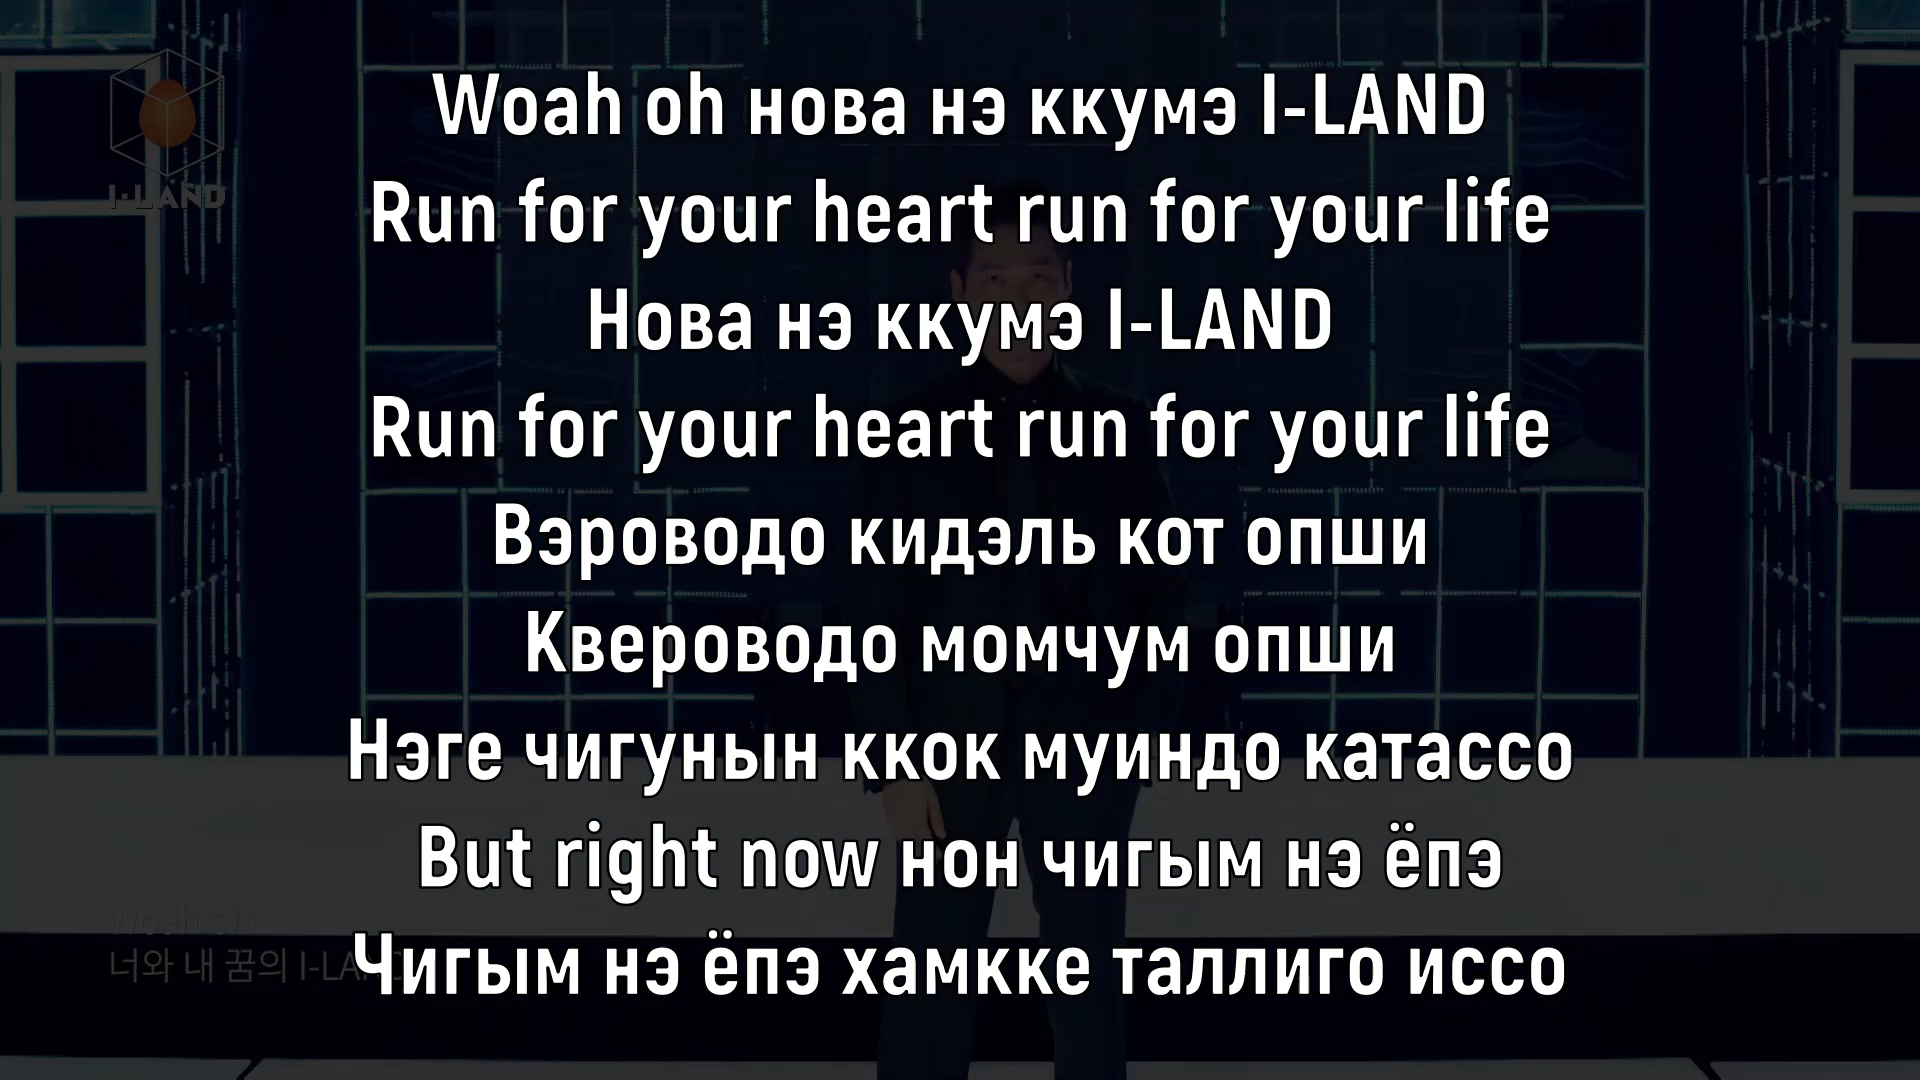 I·LAND
Woah oh нова нэ ккумэ I-LAND
Run for your heart run for your life
Нова нэ ккумэ I-LAND
Run for your heart run for your life
Вэроводо кидэль кот опши
Квероводо момчум опши
Нэге чигунын ккок муиндо катассо
But right now нон чигым нэ ёпэ
Чигым нэ ёпэ хамкке таллиго иссо
Woah oh
너와 내 꿈의 I-LAND